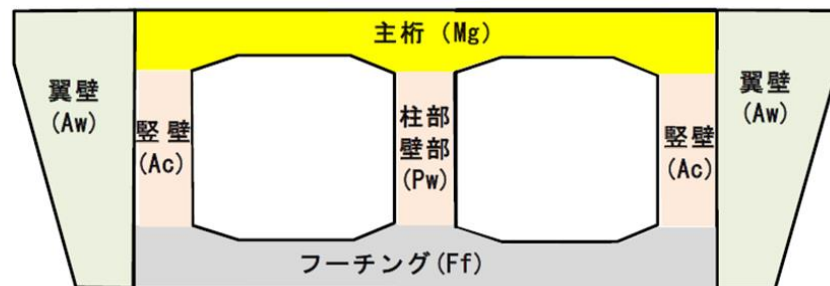 主桁(Mg)
翼壁
(Aw)
竪壁
(Ac)
柱部
壁部
(Pw)
竪壁
(Ac)
翼壁
(Aw)
フーチング(Ff)